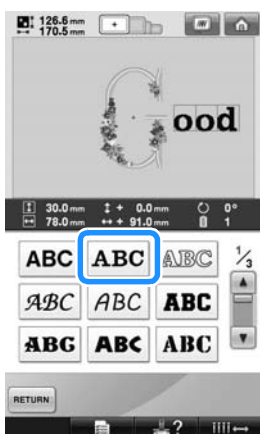 126.6 mm
170.5 mm
G ood
30.0 mm + 0.0 mm 0°
78.0 mm + 91.0 mm 1
ABC ABC ABC 1/3
ABC ABC ABC
ABC ABC ABC
RETURN
?